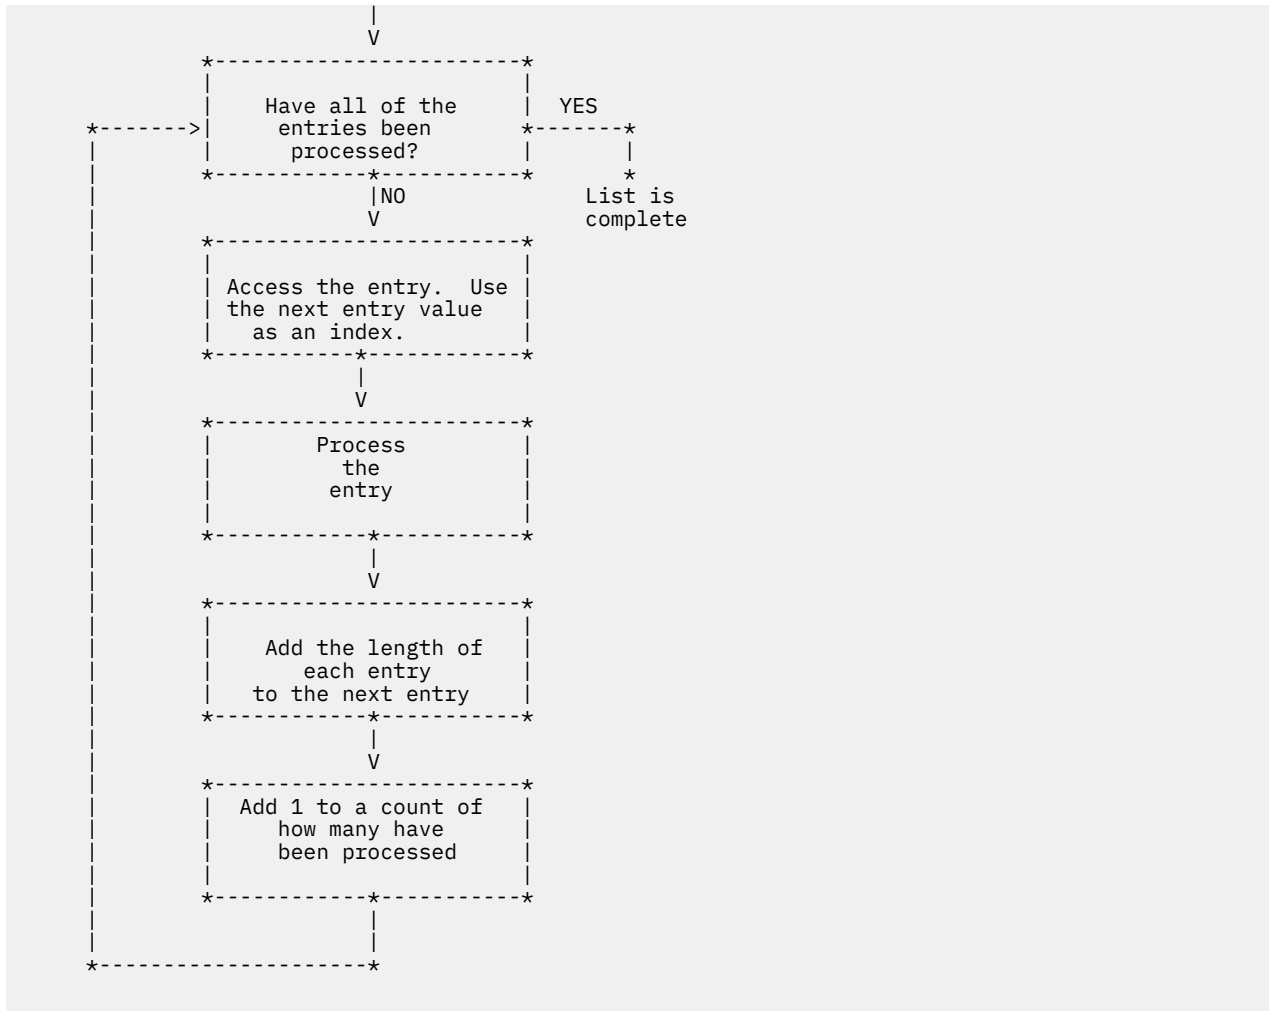 |
                            V
               *------------------------*
               |                        |
               |    Have all of the     |  YES
      *------->|     entries been       *-------*
      |        |      processed?        |       |
      |        *------------*-----------*       *
      |                     |NO              List is
      |                     V                complete
      |        *------------------------*
      |        |                        |
      |        | Access the entry.  Use |
      |        | the next entry value   |
      |        |   as an index.         |
      |        *-----------*------------*
      |                    |
      |                    V
      |        *------------------------*
      |        |        Process         |
      |        |          the           |
      |        |         entry          |
      |        |                        |
      |        *------------*-----------*
      |                     |
      |                     V
      |        *------------------------*
      |        |                        |
      |        |    Add the length of   |
      |        |       each entry       |
      |        |   to the next entry    |
      |        *------------*-----------*
      |                     |
      |                     V
      |        *------------------------*
      |        |  Add 1 to a count of   |
      |        |     how many have      |
      |        |     been processed     |
      |        |                        |
      |        *------------*-----------*
      |                     |
      |                     |
      *---------------------*